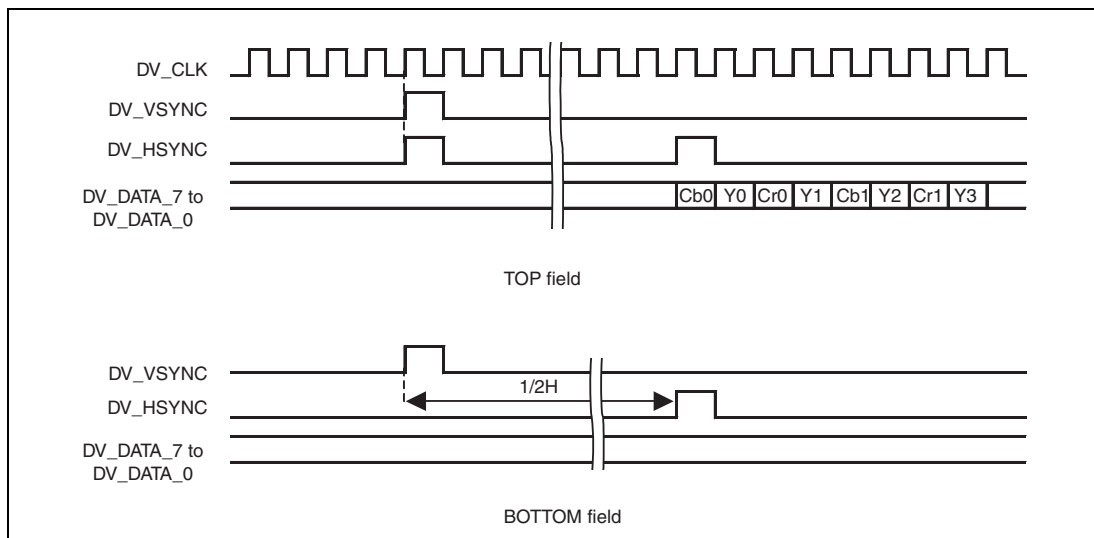 DV_CLK
DV_VSYNC
DV_HSYNC
DV_DATA_7 to
DV_DATA_0
Cb0 Y0 Cr0 Y1 Cb1 Y2 Cr1 Y3
TOP field
DV_VSYNC
1/2H
DV_HSYNC
DV_DATA_7 to
DV_DATA_0
BOTTOM field